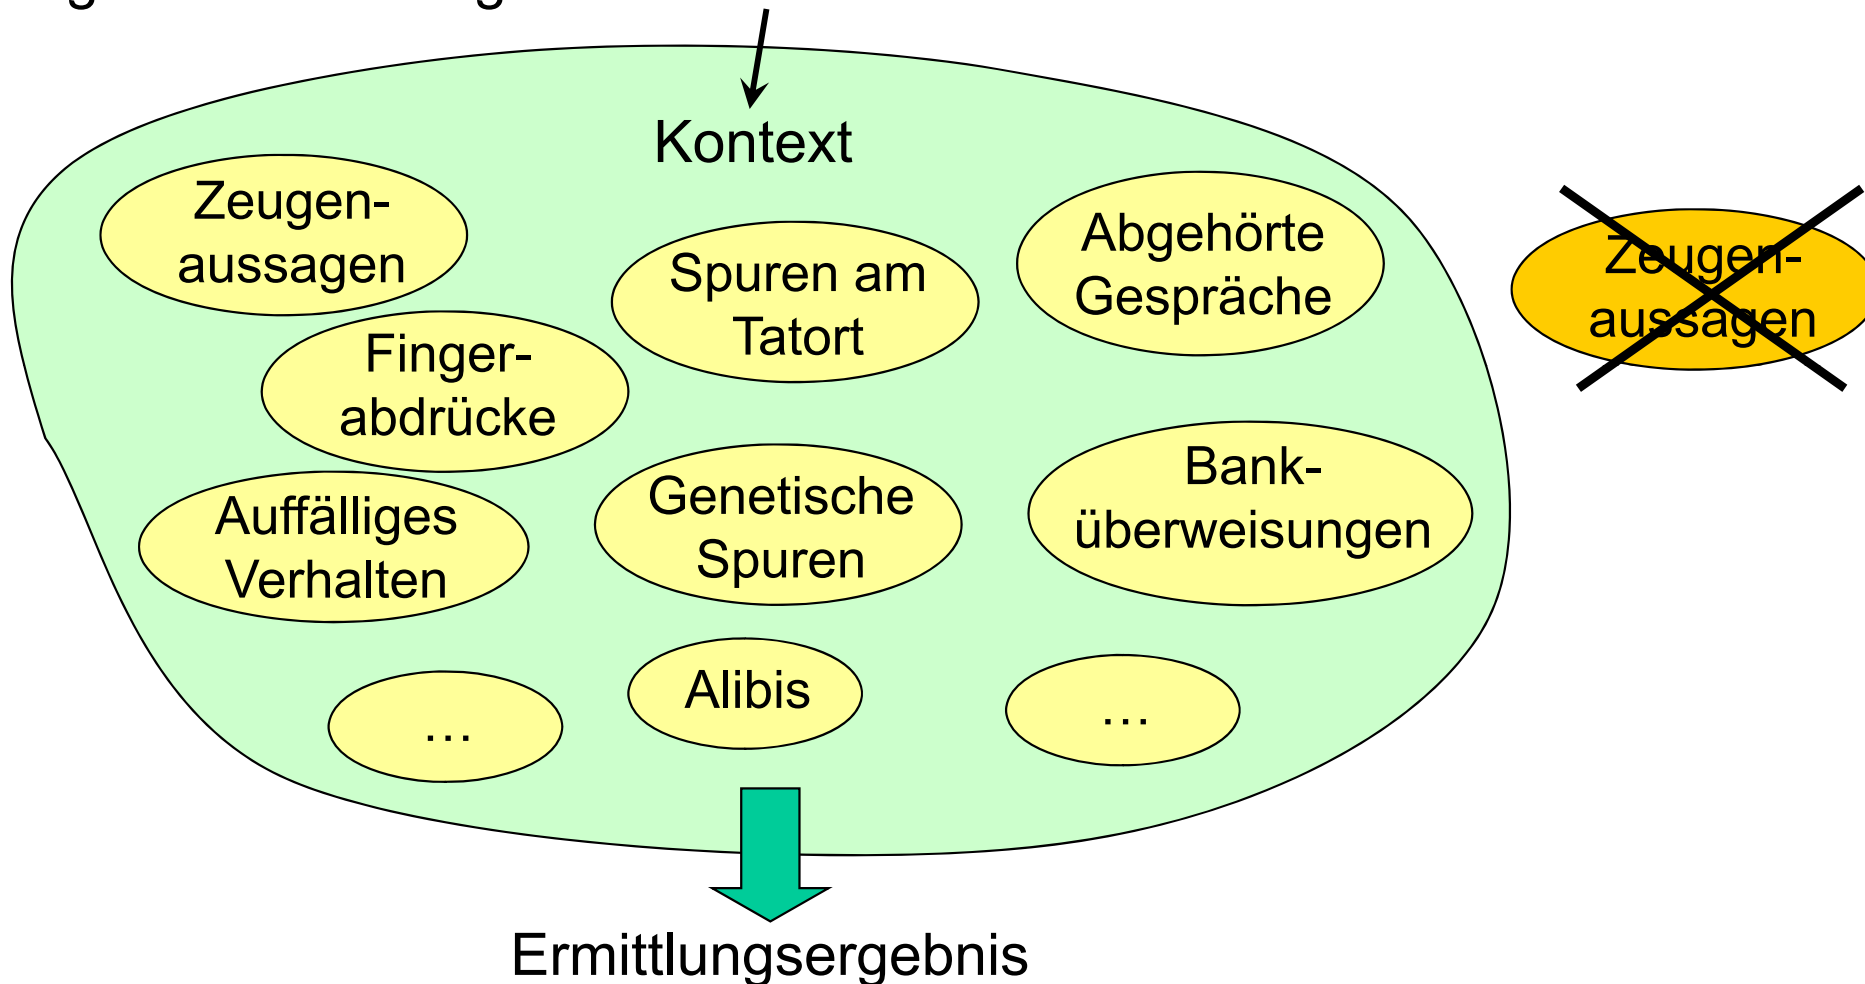 Kontext
Zeugen-
aussagen
Spuren am
Tatort
Abgehörte
Gespräche
Zeugen-
aussagen
Finger-
abdrücke
Auffälliges
Verhalten
Genetische
Spuren
Bank-
überweisungen
…
Alibis
…
Ermittlungsergebnis